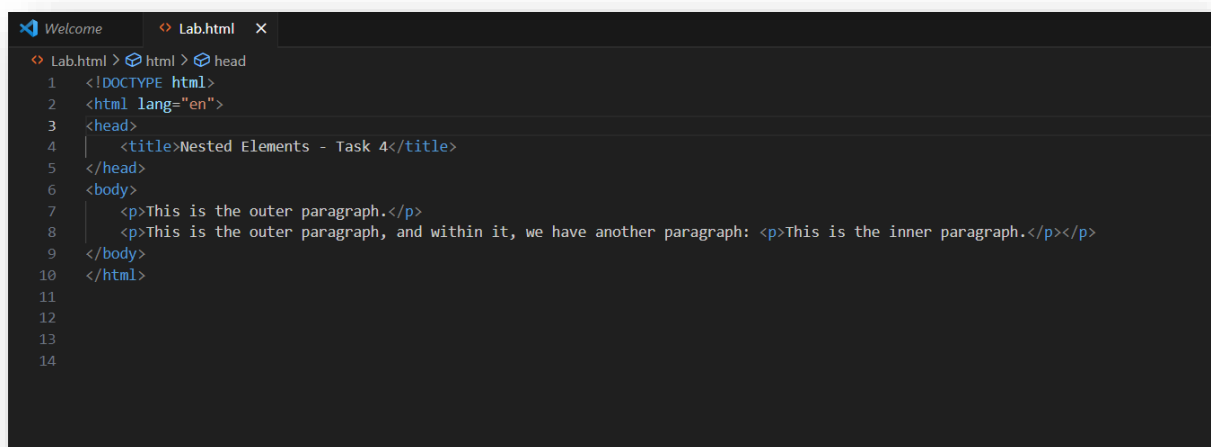 Welcome Lab.html
Lab.html > html > head
1 <!DOCTYPE html>
2 <html lang="en">
3 <head>
4 <title>Nested Elements - Task 4</title>
5 </head>
6 <body>
7 <p>This is the outer paragraph.</p>
8 <p>This is the outer paragraph, and within it, we have another paragraph: <p>This is the inner paragraph.</p></p>
9 </body>
10 </html>
11
12
13
14